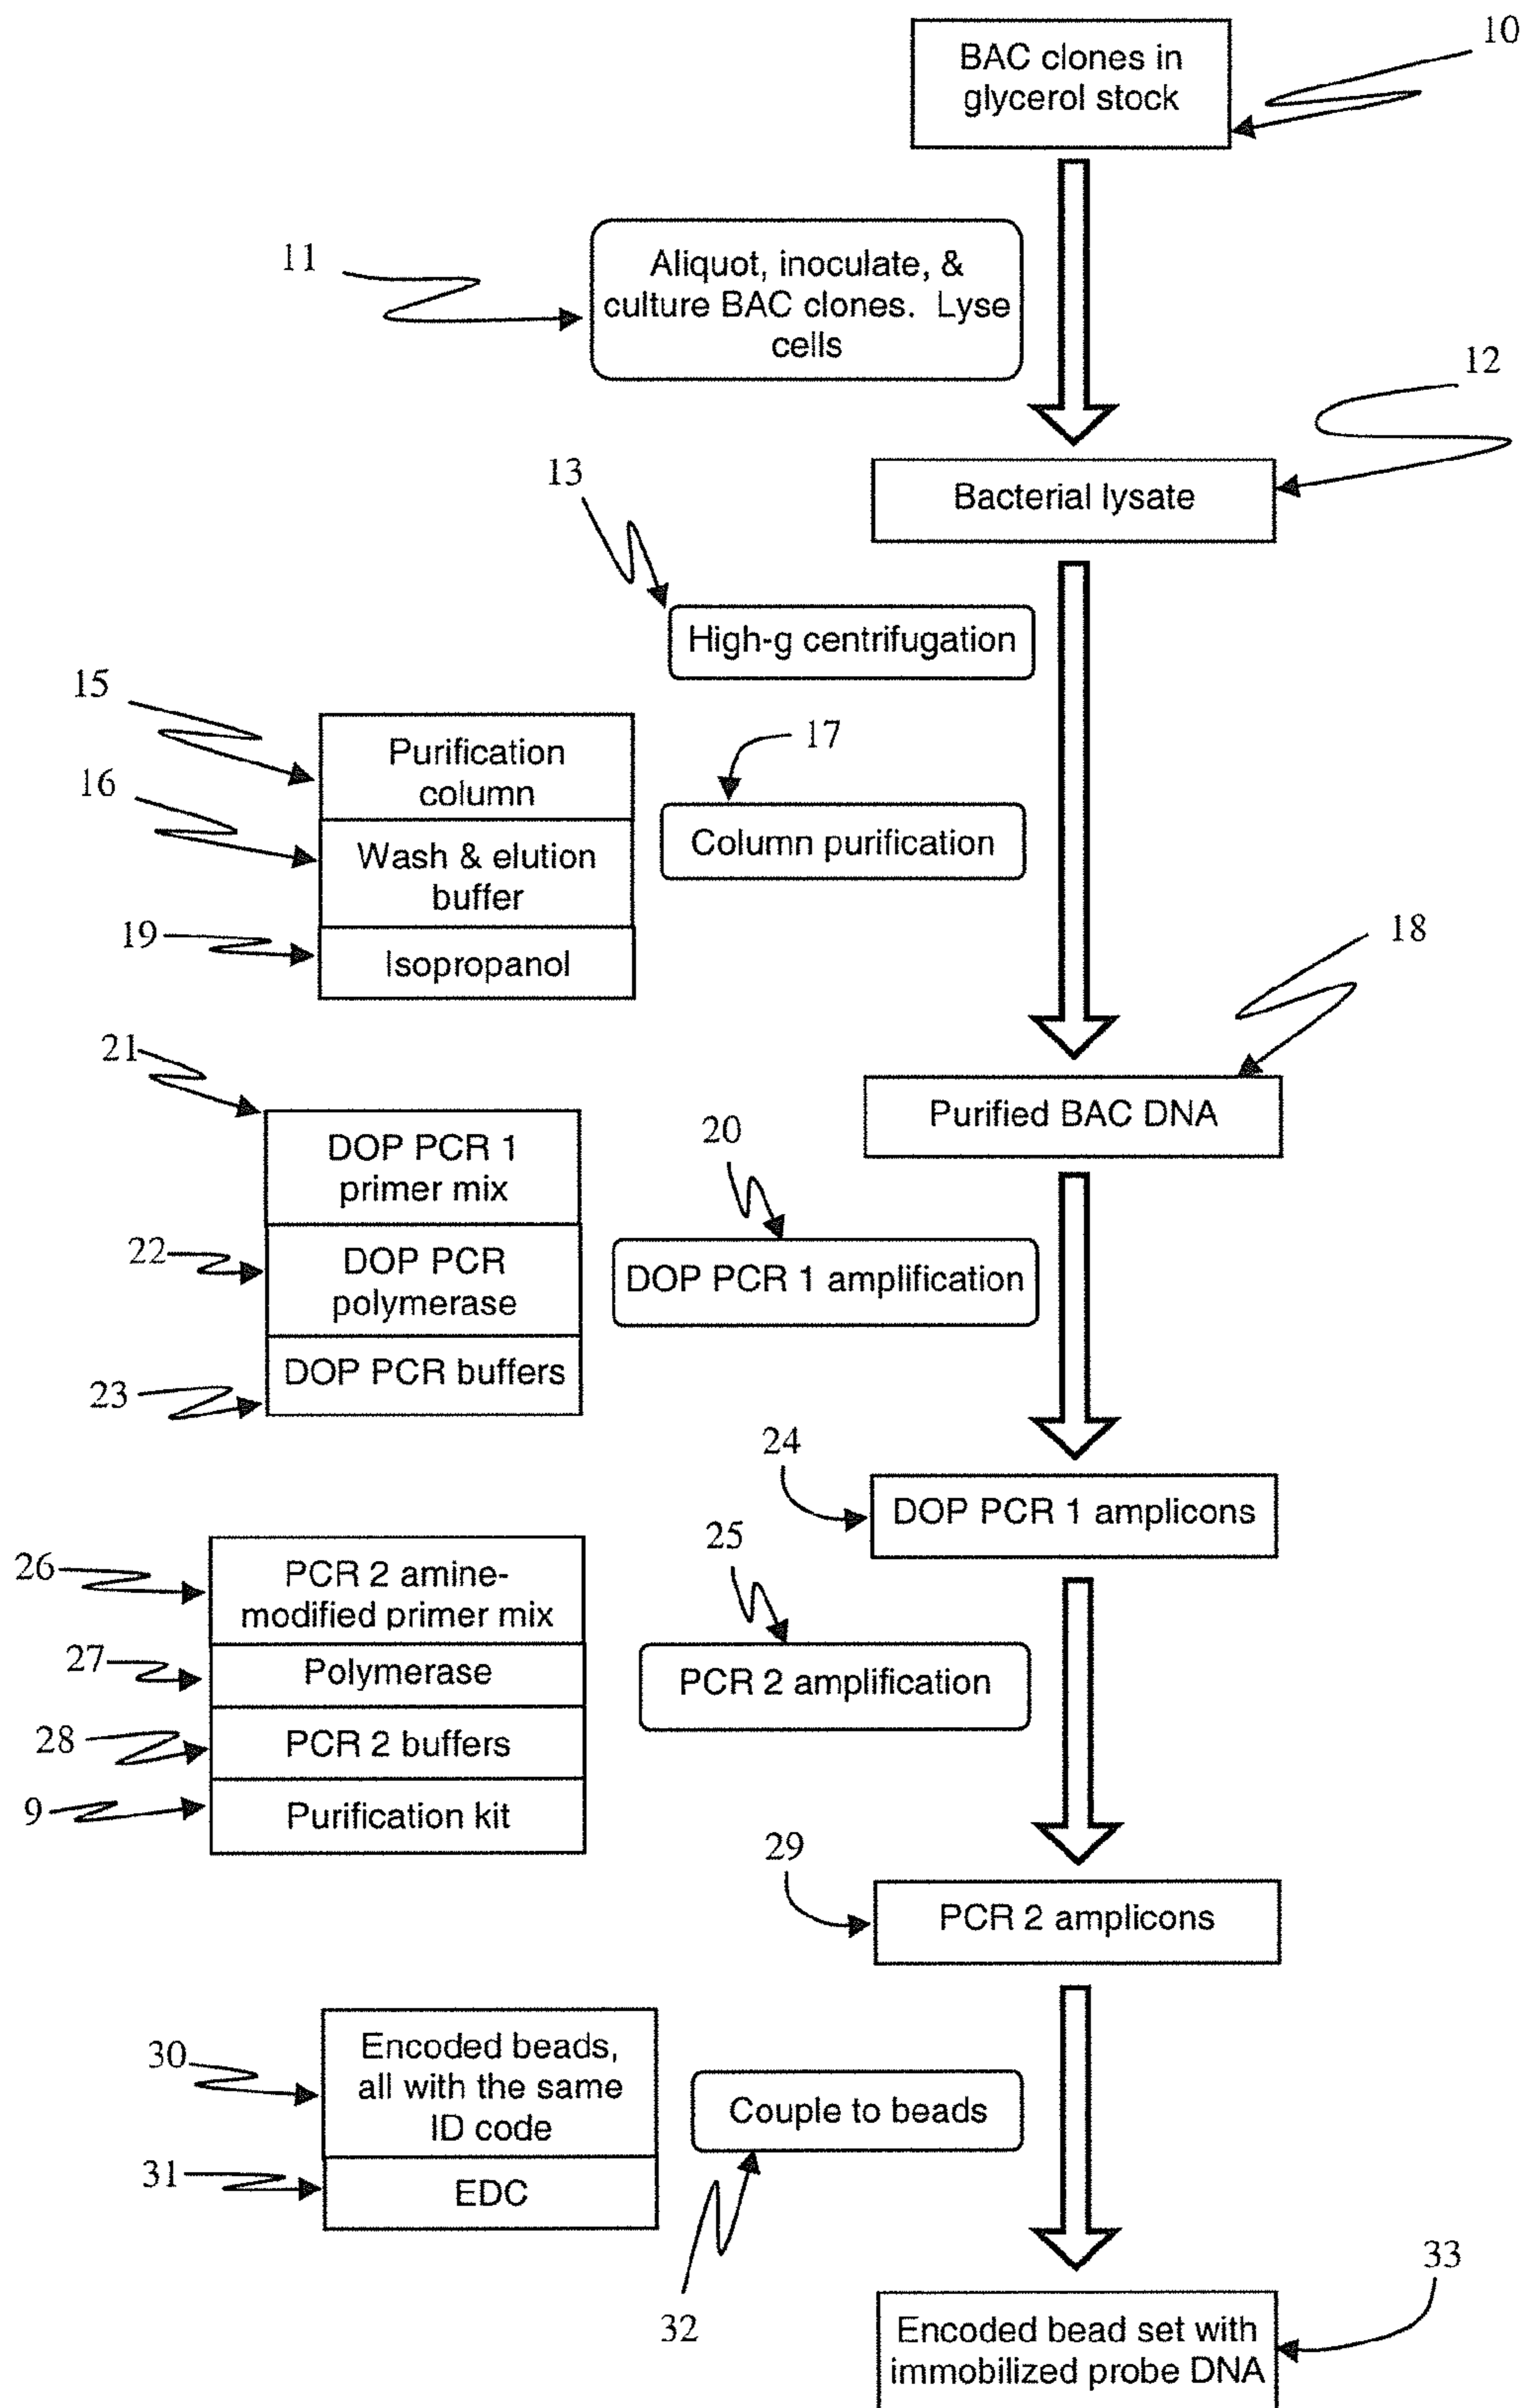 10
BAC clones in
glycerol stock
11
Aliquot, inoculate, &
culture BAC clones. Lyse
cells
12
Bacterial lysate
13
High-g centrifugation
15
Purification
column
17
16
Column purification
Wash & elution
buffer
19
Isopropanol
18
Purified BAC DNA
21
DOP PCR 1
primer mix
20
22
DOP PCR
polymerase
DOP PCR 1 amplification
23
DOP PCR buffers
24
DOP PCR 1 amplicons
26
PCR 2 amine-
modified primer mix
25
27
Polymerase
PCR 2 amplification
28
PCR 2 buffers
9
Purification kit
29
PCR 2 amplicons
30
Encoded beads,
all with the same
ID code
Couple to beads
31
EDC
32
33
Encoded bead set with
immobilized probe DNA